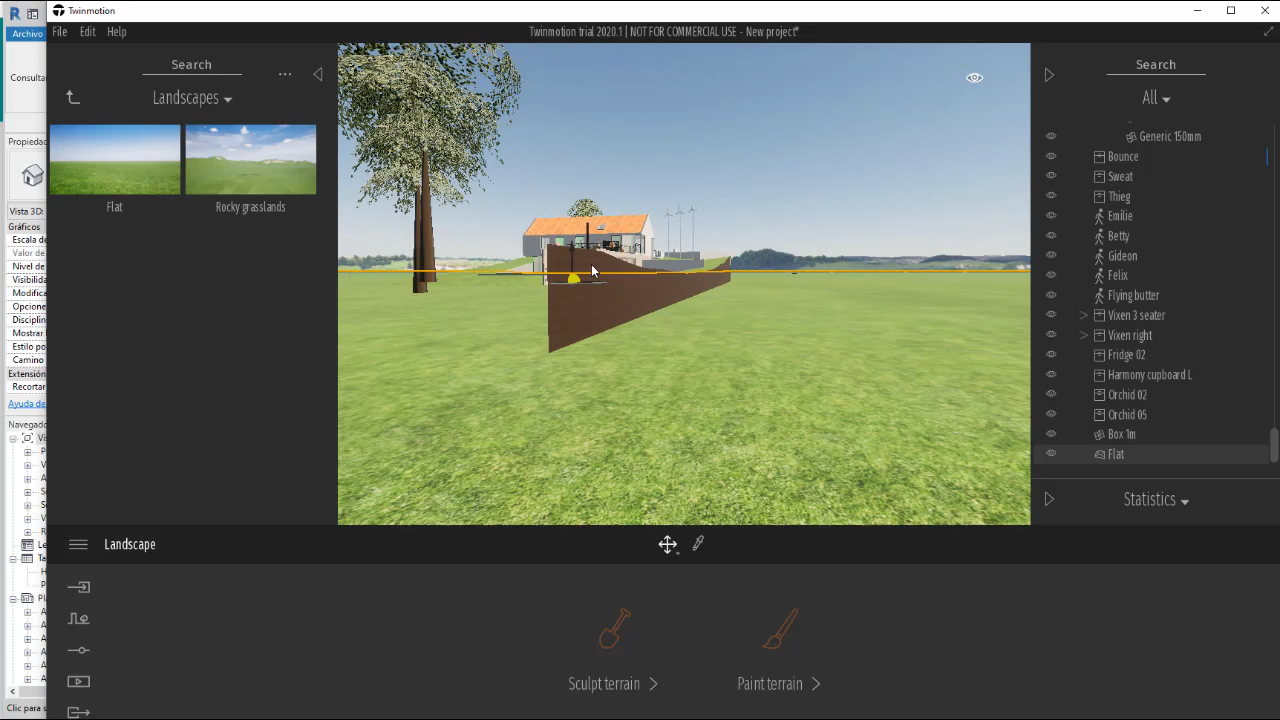 Twinmotion
File Edit Help
Twinmotion trial 2020.1 | NOT FOR COMMERCIAL USE - New project*
Archivo
Consultar
Propiedad
Vista 3D:
Gráficos
Escala de
Valor de
Nivel de
Visibilida
Modifica
Opcione
Disciplin
Mostrar l
Estilo po
Camino
Extensión
Recortar
Ayuda de
Navegado
Clic para s
Search
...
Landscapes
Flat
Rocky grasslands
Search
All
Generic 150mm
Bounce
Sweat
Thieg
Emilie
Betty
Gideon
Felix
Flying butter
Vixen 3 seater
Vixen right
Fridge 02
Harmony cupboard L
Orchid 02
Orchid 05
Box 1m
Flat
Statistics
Landscape
Sculpt terrain
Paint terrain